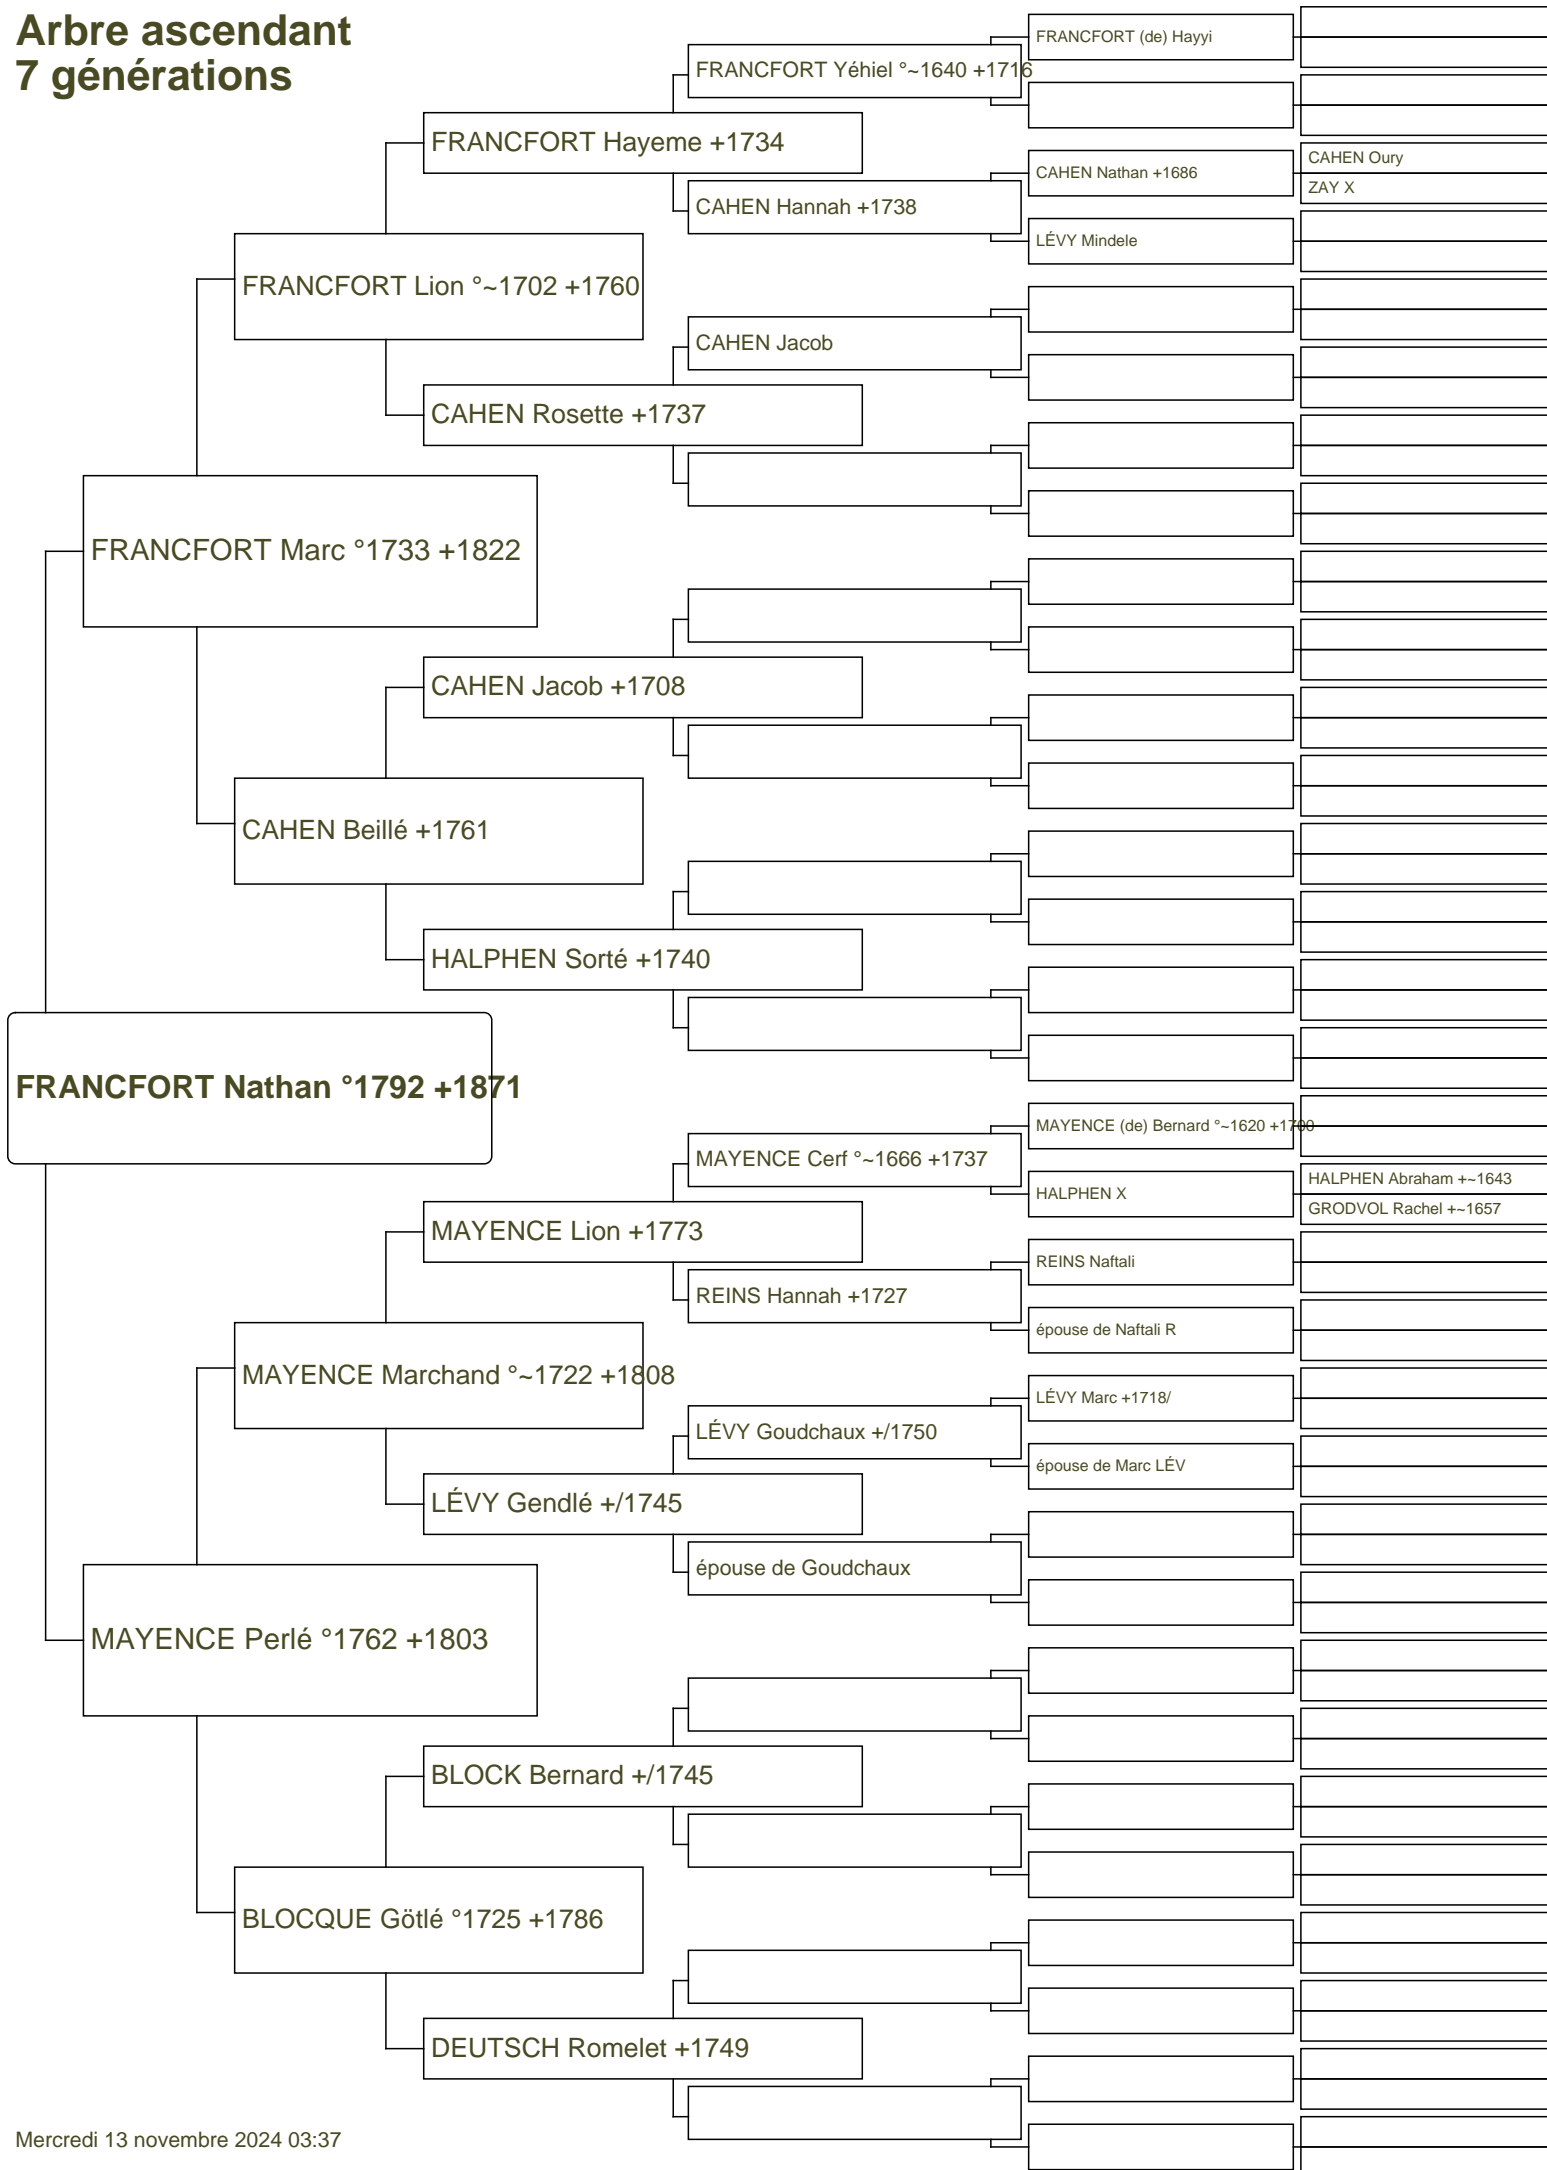 Arbre ascendant
7 générations
FRANCFORT (de) Hayyi
FRANCFORT Yéhiel °~1640 +1716
FRANCFORT Hayeme +1734
CAHEN Oury
CAHEN Nathan +1686
ZAY X
CAHEN Hannah +1738
LÉVY Mindele
FRANCFORT Lion °~1702 +1760
CAHEN Jacob
CAHEN Rosette +1737
FRANCFORT Marc °1733 +1822
CAHEN Jacob +1708
CAHEN Beillé +1761
HALPHEN Sorté +1740
FRANCFORT Nathan °1792 +1871
MAYENCE (de) Bernard °~1620 +1700
MAYENCE Cerf °~1666 +1737
HALPHEN Abraham +~1643
HALPHEN X
GRODVOL Rachel +~1657
MAYENCE Lion +1773
REINS Naftali
REINS Hannah +1727
épouse de Naftali R
MAYENCE Marchand °~1722 +1808
LÉVY Marc +1718/
LÉVY Goudchaux +/1750
épouse de Marc LÉV
LÉVY Gendlé +/1745
épouse de Goudchaux
MAYENCE Perlé °1762 +1803
BLOCK Bernard +/1745
BLOCQUE Götlé °1725 +1786
DEUTSCH Romelet +1749
Mercredi 13 novembre 2024 03:37